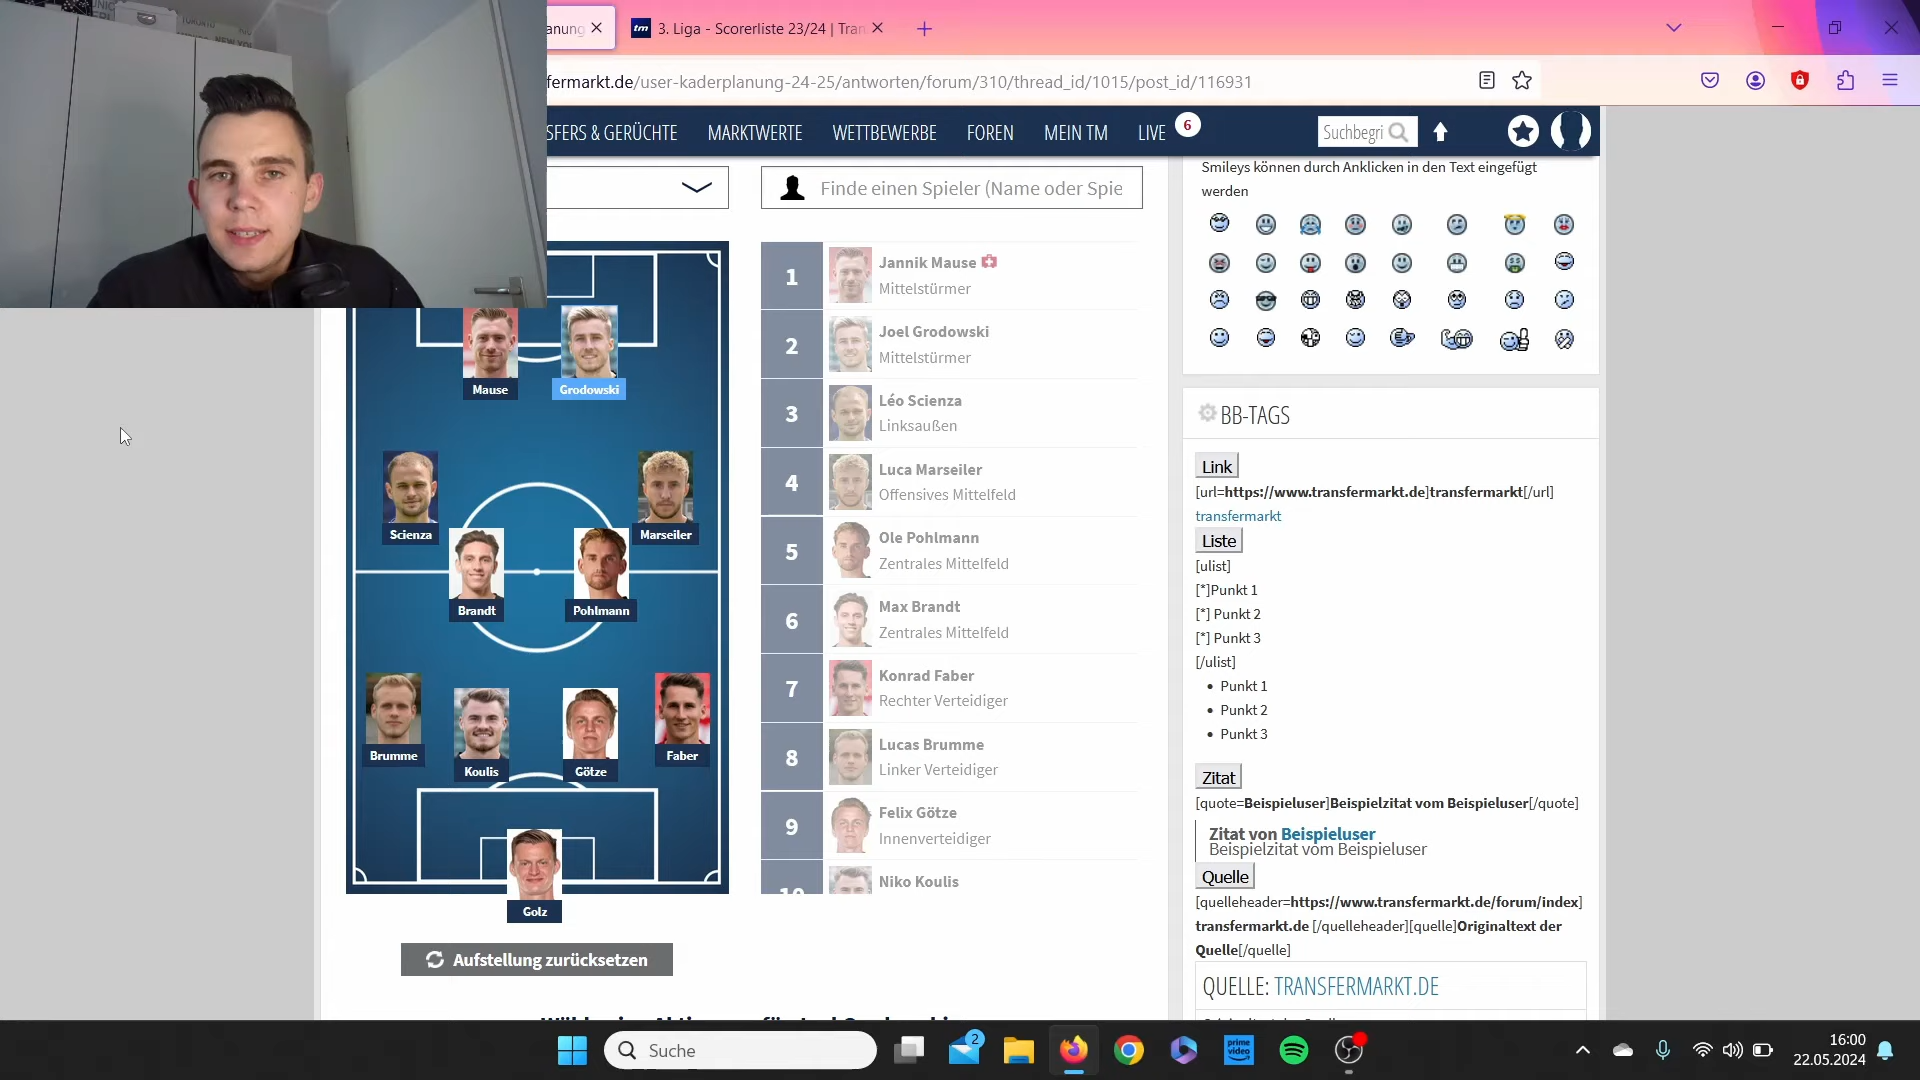 anung
3. Liga - Scorerliste 23/24 | Tran
fermarkt.de/user-kaderplanung-24-25/antworten/forum/310/thread_id/1015/post_id/116931
SFERS & GERÜCHTE MARKTWERTE WETTBEWERBE FOREN MEIN TM LIVE 6
Suchbegri
Finde einen Spieler (Name oder Spie
Mause
Grodowski
Scienza
Marseiler
Brandt
Pohlmann
Brumme
Koulis
Götze
Faber
Golz
Aufstellung zurücksetzen
1 Jannik Mause
Mittelstürmer
2 Joel Grodowski
Mittelstürmer
3 Léo Scienza
Linksaußen
4 Luca Marseiler
Offensives Mittelfeld
5 Ole Pohlmann
Zentrales Mittelfeld
6 Max Brandt
Zentrales Mittelfeld
7 Konrad Faber
Rechter Verteidiger
8 Lucas Brumme
Linker Verteidiger
9 Felix Götze
Innenverteidiger
10 Niko Koulis
Smileys können durch Anklicken in den Text eingefügt
werden
BB-TAGS
Link
[url=https://www.transfermarkt.de]transfermarkt[/url]
transfermarkt
Liste
[ulist]
[*]Punkt 1
[*] Punkt 2
[*] Punkt 3
[/ulist]
• Punkt 1
• Punkt 2
• Punkt 3
Zitat
[quote=Beispieluser]Beispielzitat vom Beispieluser[/quote]
Zitat von Beispieluser
Beispielzitat vom Beispieluser
Quelle
[quelleheader=https://www.transfermarkt.de/forum/index]
transfermarkt.de [/quelleheader][quelle]Originaltext der
Quelle[/quelle]
QUELLE: TRANSFERMARKT.DE
Suche
2
prime video
16:00
22.05.2024